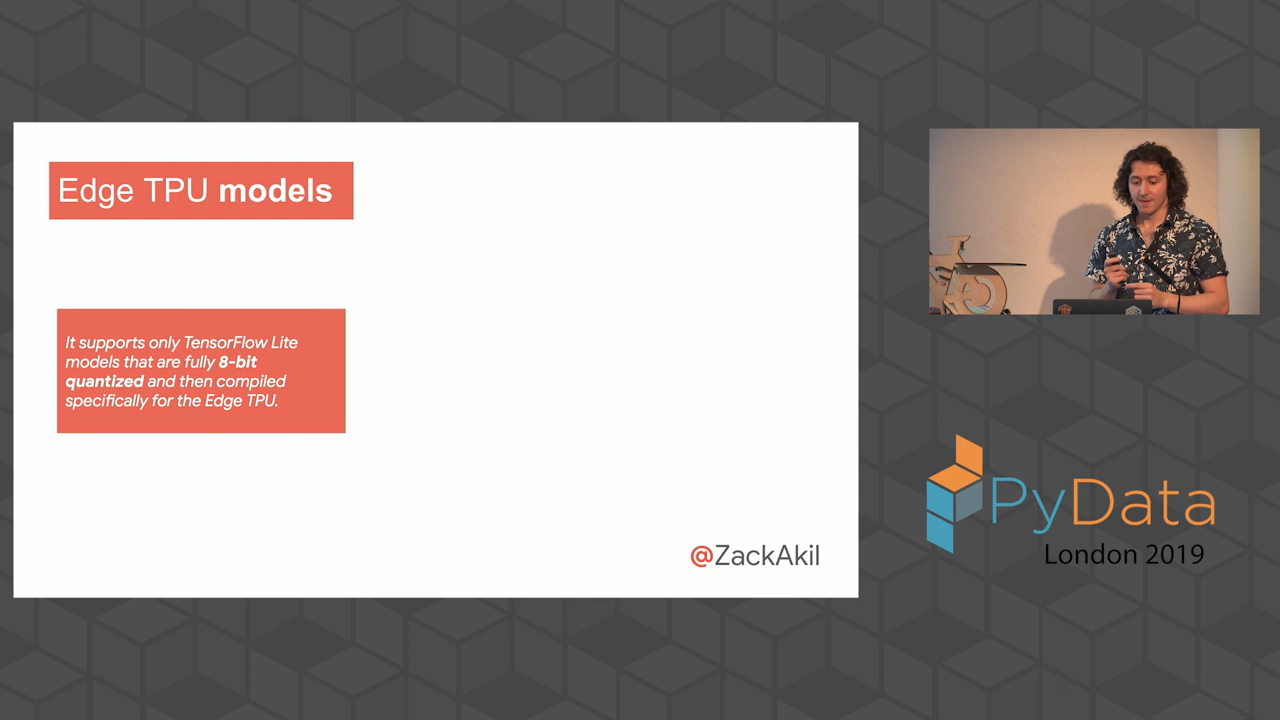 Edge TPU models
It supports only TensorFlow Lite
models that are fully 8-bit
quantized and then compiled
specifically for the Edge TPU.
@ZackAkil
PyData
London 2019